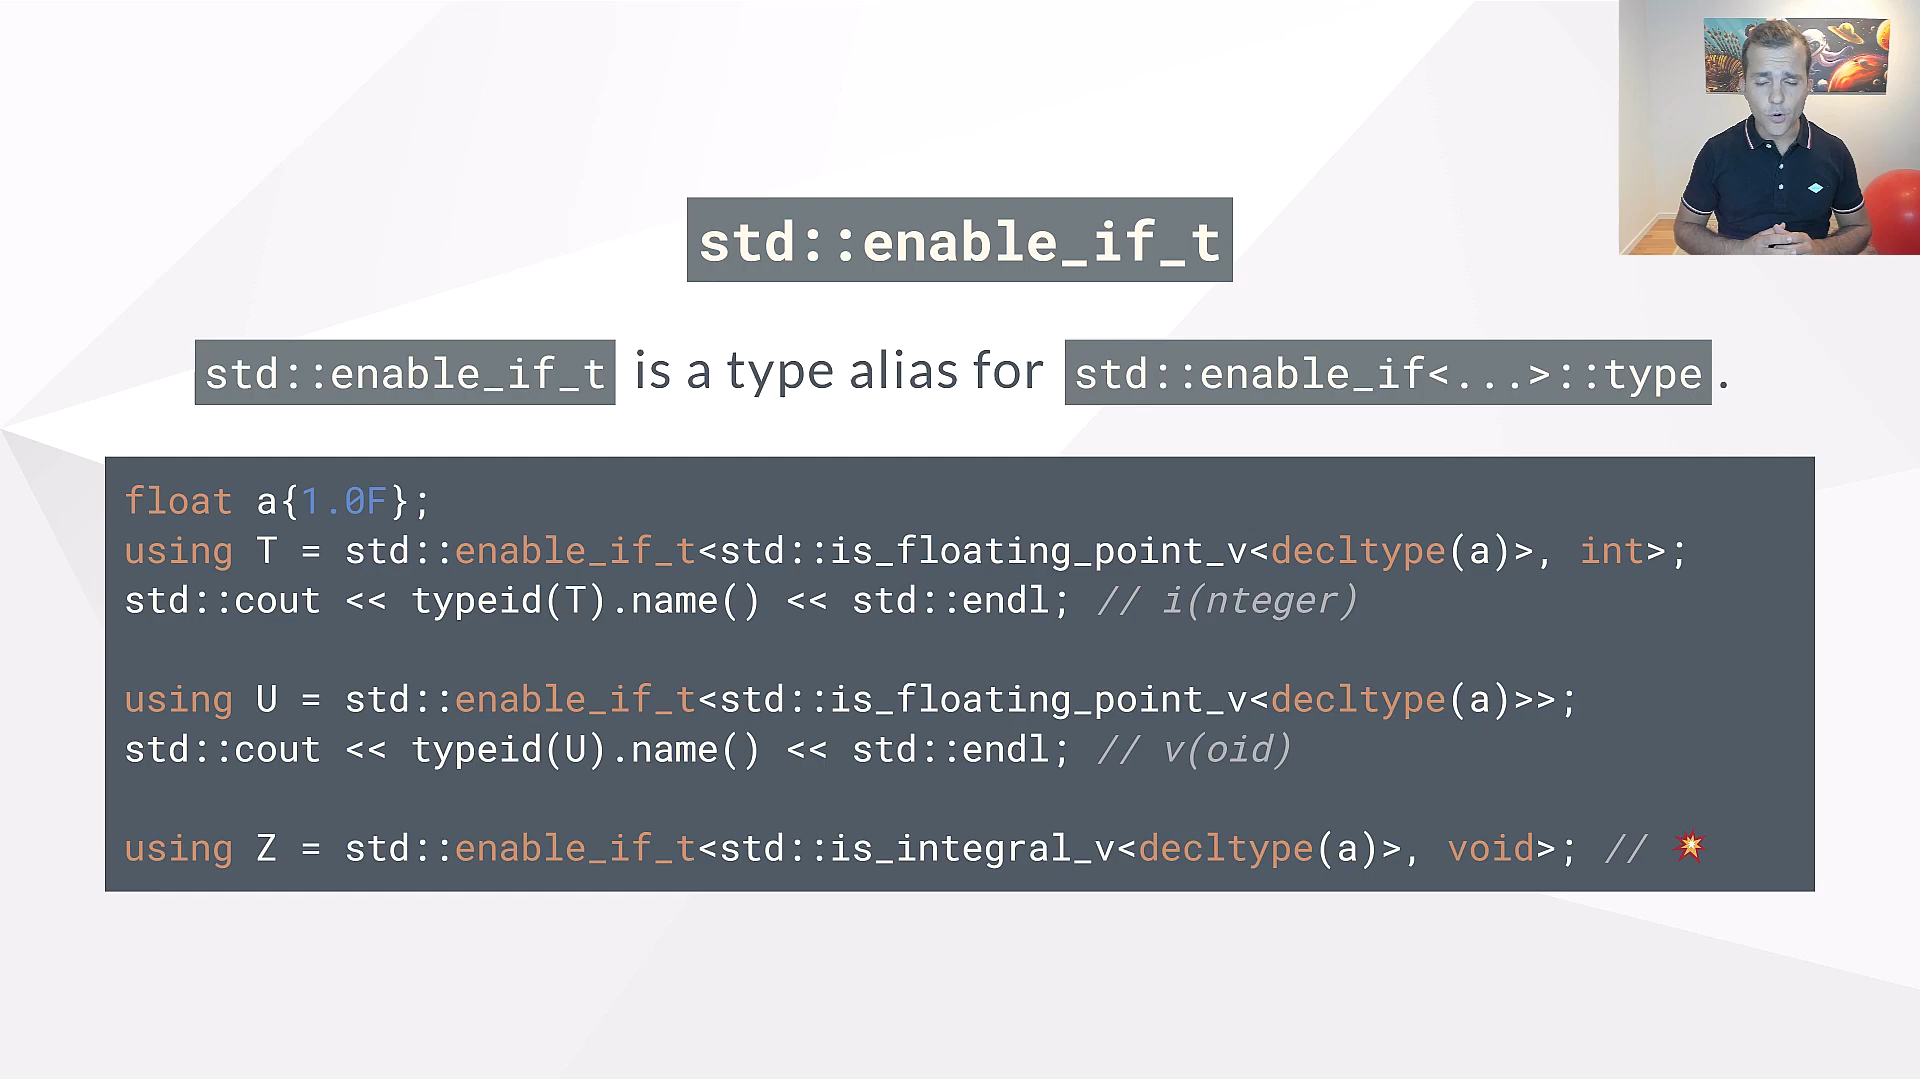 std::enable_if_t
std::enable_if_t is a type alias for std::enable_if<...>::type.
float a{1.0F};
using T = std::enable_if_t<std::is_floating_point_v<decltype(a)>, int>;
std::cout << typeid(T).name() << std::endl; // i(nteger)
using U = std::enable_if_t<std::is_floating_point_v<decltype(a)>>;
std::cout << typeid(U).name() << std::endl; // v(oid)
using Z = std::enable_if_t<std::is_integral_v<decltype(a)>, void>; // 💥